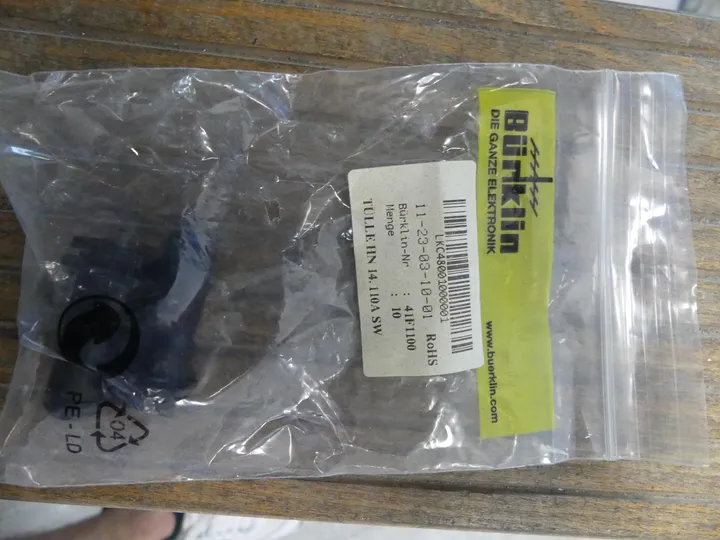 Bürklin
DIE GANZE ELEKTRONIK
www.buerklin.com
LKC48001000001
11-23-03-10-01 RoHS
Bürklin-Nr : 41F1100
Menge : 10
TÜLLE HN 14.110A SW
04
PE-LD